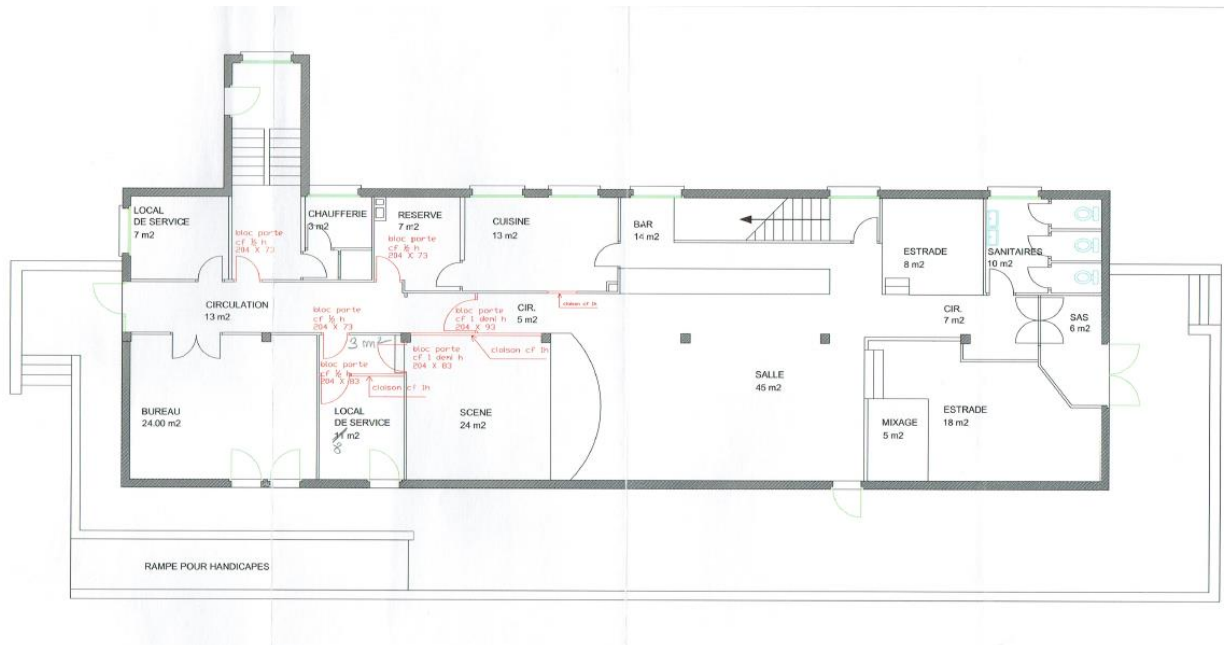 LOCAL
DE SERVICE
7 m2
bloc porte
cf ½ h
204 X 73
CHAUFFERIE
3 m2
RESERVE
7 m2
bloc porte
cf ½ h
204 X 73
CUISINE
13 m2
BAR
14 m2
ESTRADE
8 m2
SANITAIRES
10 m2
CIRCULATION
13 m2
bloc porte
cf ½ h
204 X 73
bloc porte
cf 1 demi h
204 X 93
CIR.
5 m2
cloison cf 1h
CIR.
7 m2
SAS
6 m2
3 m2
bloc porte
cf ½ h
204 X 83
cloison cf 1h
bloc porte
cf 1 demi h
204 X 83
cloison cf 1h
BUREAU
24.00 m2
LOCAL
DE SERVICE
11 m2
8
SCENE
24 m2
SALLE
45 m2
MIXAGE
5 m2
ESTRADE
18 m2
RAMPE POUR HANDICAPES